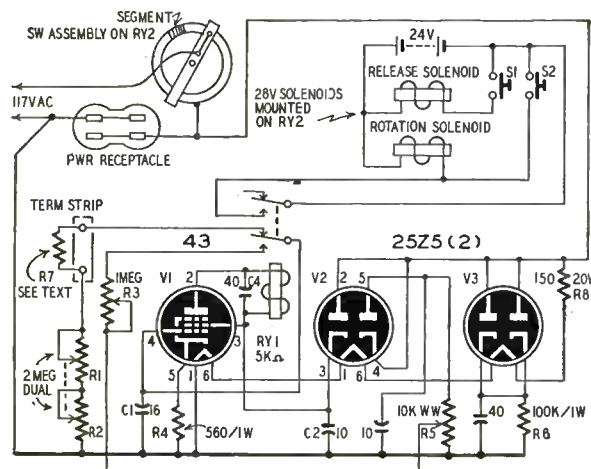 SEGMENT
SW ASSEMBLY ON RY2
24V
RELEASE SOLENOID
S1
S2
28V SOLENOIDS
MOUNTED
ON RY2
ROTATION SOLENOID
117VAC
PWR RECEPTACLE
TERM STRIP
43
25Z5 (2)
R7
SEE TEXT
1MEG
R3
V1
2
40
C4
V2
2
5
V3
150
20W
R8
4
3
RY1
5KΩ
3
1
6
4
5
1
6
2 MEG
DUAL
R1
R2
C1
16
R4
560/1W
C2
10
10
10K WW
R5
40
100K/1W
R6